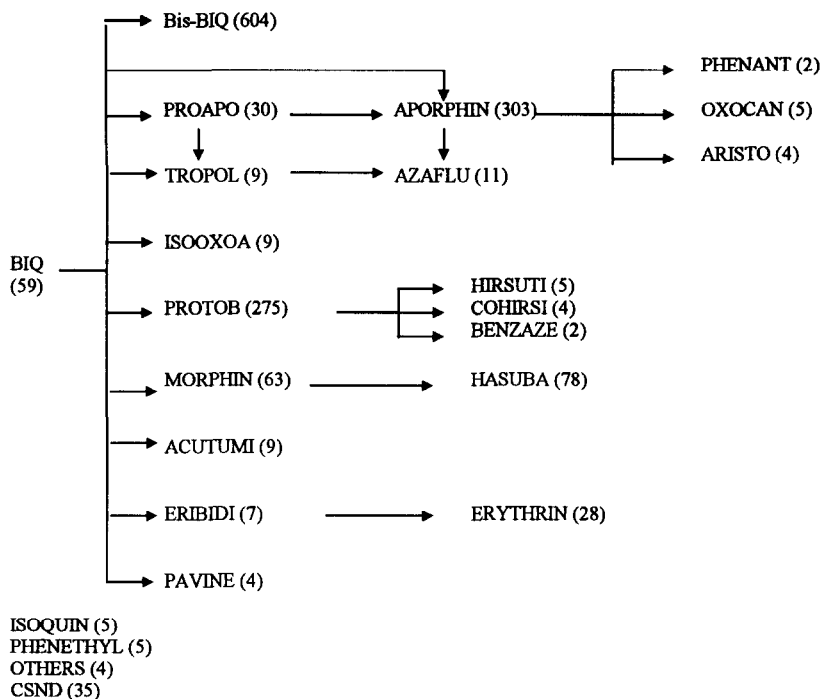 Bis-BIQ (604)
PHENANT (2)
PROAPO (30) APORPHIN (303) OXOCAN (5)
ARISTO (4)
TROPOL (9) AZAFLU (11)
ISOOXOA (9)
BIQ
(59)
HIRSUTI (5)
PROTOB (275) COHIRSI (4)
BENZAZE (2)
MORPHIN (63) HASUBA (78)
ACUTUMI (9)
ERIBIDI (7) ERYTHRIN (28)
PAVINE (4)
ISOQUIN (5)
PHENETHYL (5)
OTHERS (4)
CSND (35)